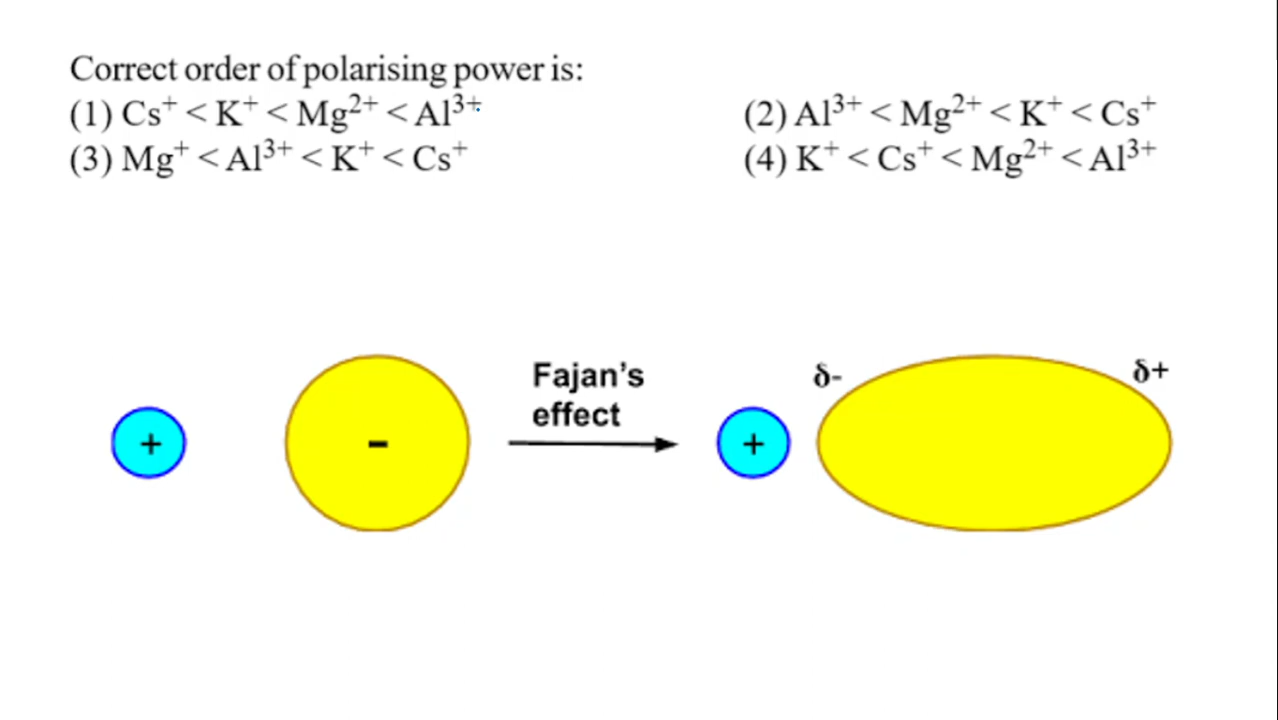 Correct order of polarising power is:
(1) Cs⁺ < K⁺ < Mg²⁺ < Al³⁺
(2) Al³⁺ < Mg²⁺ < K⁺ < Cs⁺
(3) Mg⁺ < Al³⁺ < K⁺ < Cs⁺
(4) K⁺ < Cs⁺ < Mg²⁺ < Al³⁺
Fajan's
effect
δ-
δ+
+
-
+